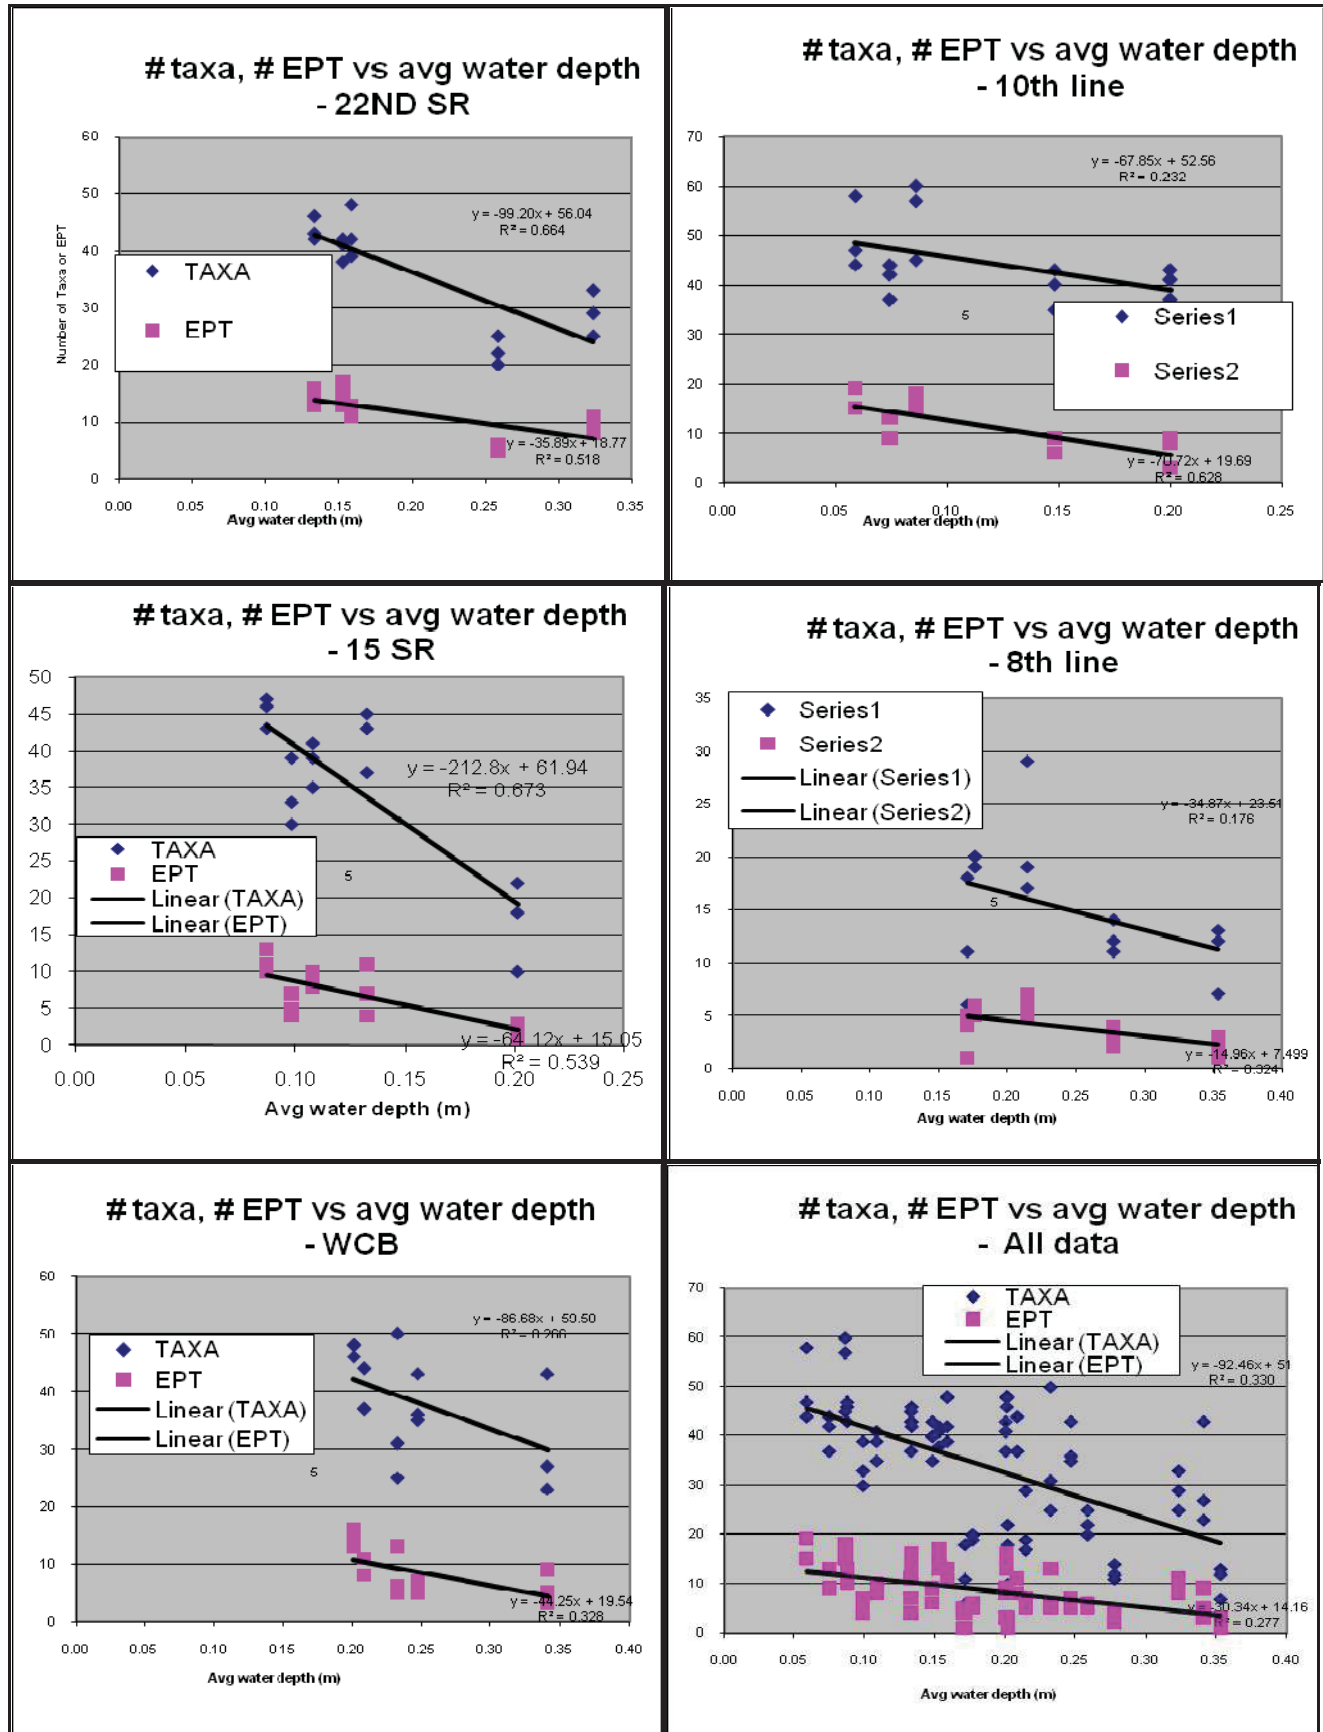 # taxa, # EPT vs avg water depth
- 22ND SR
60
50
40
30
20
10
0
Number of Taxa or EPT
y = -99.20x + 56.04
R² = 0.664
TAXA
EPT
y = -35.89x + 18.77
R² = 0.518
0.00 0.05 0.10 0.15 0.20 0.25 0.30 0.35
Avg water depth (m)
# taxa, # EPT vs avg water depth
- 10th line
70
60
50
40
30
20
10
0
y = -67.85x + 52.56
R² = 0.232
5
Series1
Series2
y = -70.72x + 19.69
R² = 0.628
0.00 0.05 0.10 0.15 0.20 0.25
Avg water depth (m)
# taxa, # EPT vs avg water depth
- 15 SR
50
45
40
35
30
25
20
15
10
5
0
y = -212.8x + 61.94
R² = 0.673
TAXA
EPT
Linear (TAXA)
Linear (EPT)
5
y = -64.12x + 15.05
R² = 0.539
0.00 0.05 0.10 0.15 0.20 0.25
Avg water depth (m)
# taxa, # EPT vs avg water depth
- 8th line
35
30
25
20
15
10
5
0
Series1
Series2
Linear (Series1)
Linear (Series2)
y = -34.87x + 23.51
R² = 0.176
5
y = -14.96x + 7.499
R² = 0.324
0.00 0.05 0.10 0.15 0.20 0.25 0.30 0.35 0.40
Avg water depth (m)
# taxa, # EPT vs avg water depth
- WCB
60
50
40
30
20
10
0
y = -86.68x + 59.50
R² = 0.266
TAXA
EPT
Linear (TAXA)
Linear (EPT)
5
y = -44.25x + 19.54
R² = 0.328
0.00 0.05 0.10 0.15 0.20 0.25 0.30 0.35 0.40
Avg water depth (m)
# taxa, # EPT vs avg water depth
- All data
70
60
50
40
30
20
10
0
TAXA
EPT
Linear (TAXA)
Linear (EPT)
y = -92.46x + 51
R² = 0.330
y = -30.34x + 14.16
R² = 0.277
0.00 0.05 0.10 0.15 0.20 0.25 0.30 0.35 0.40
Avg water depth (m)